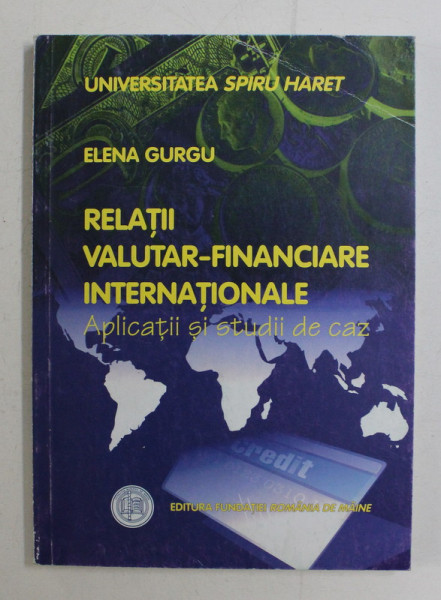 UNIVERSITATEA SPIRU HARET
ELENA GURGU
RELAȚII
VALUTAR-FINANCIARE
INTERNAȚIONALE
Aplicații și studii de caz
credit
EDITURA FUNDAȚIEI ROMÂNIA DE MÂINE